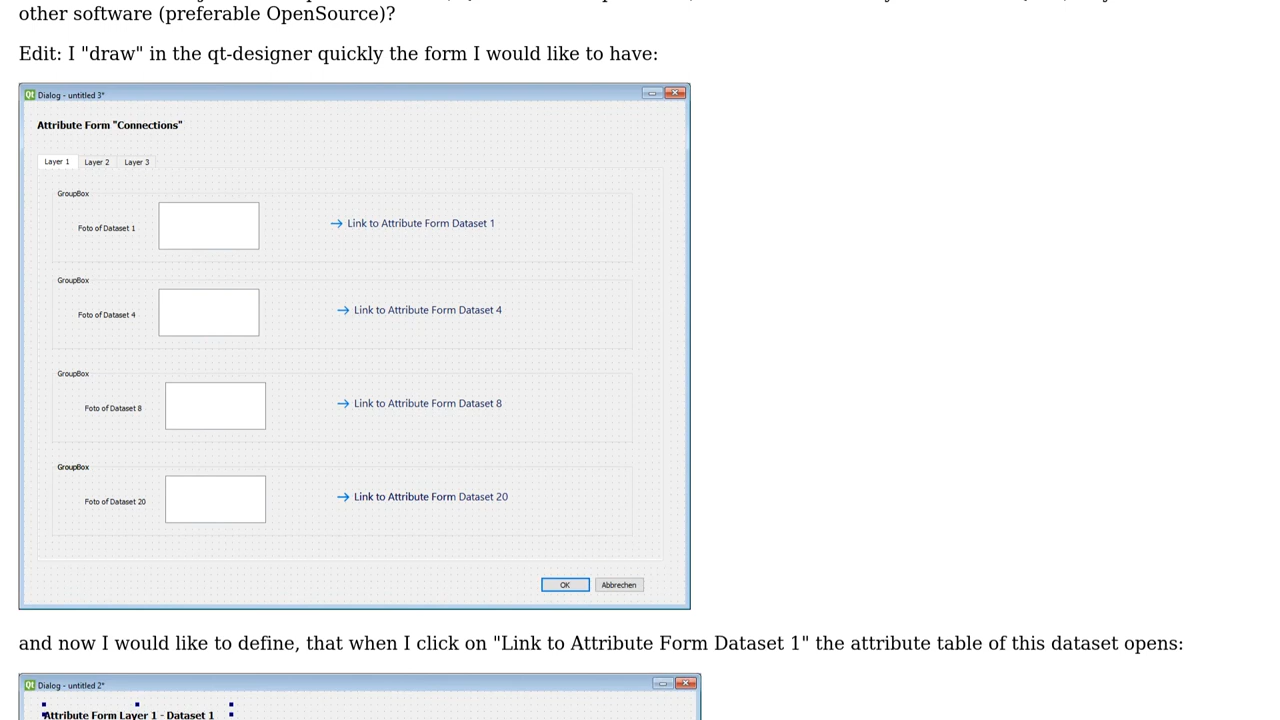 other software (preferable OpenSource)?
Edit: I "draw" in the qt-designer quickly the form I would like to have:
Qt Dialog - untitled 3*
Attribute Form "Connections"
Layer 1 Layer 2 Layer 3
GroupBox
Foto of Dataset 1
Link to Attribute Form Dataset 1
GroupBox
Foto of Dataset 4
Link to Attribute Form Dataset 4
GroupBox
Foto of Dataset 8
Link to Attribute Form Dataset 8
GroupBox
Foto of Dataset 20
Link to Attribute Form Dataset 20
OK Abbrechen
and now I would like to define, that when I click on "Link to Attribute Form Dataset 1" the attribute table of this dataset opens:
Qt Dialog - untitled 2*
Attribute Form Layer 1 - Dataset 1